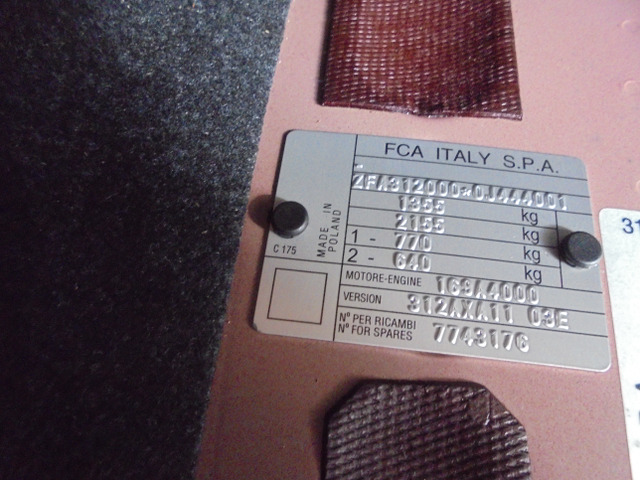 FCA ITALY S.P.A.
ZFA312000*0J444001
1355 kg
2155 kg
1 - 770 kg
2 - 640 kg
MADE IN
POLAND
C 175
MOTORE-ENGINE 169A4000
VERSION 312AXA11 03E
N° PER RICAMBI
N° FOR SPARES 7743176
31